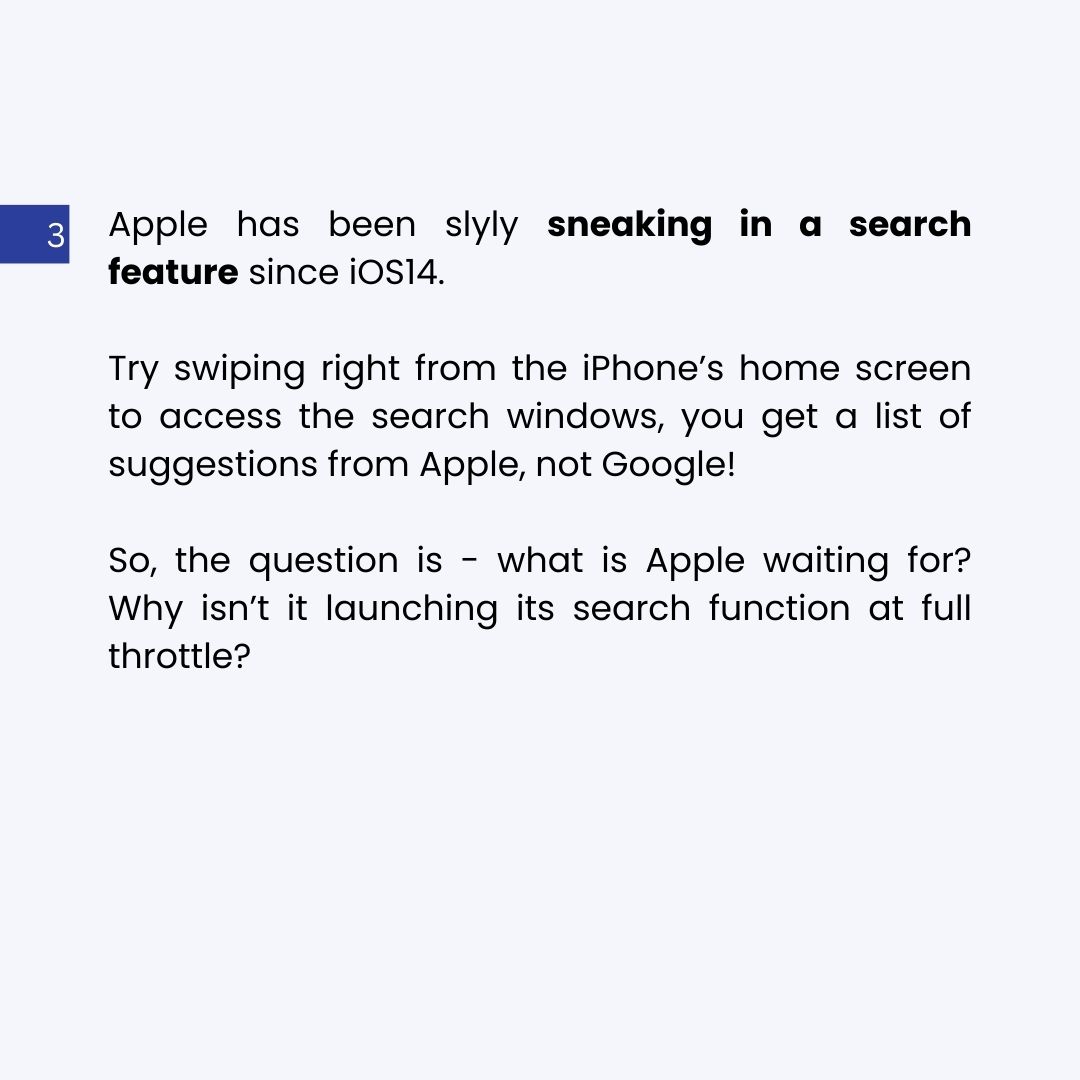 3
Apple has been slyly sneaking in a search
feature since iOS14.
Try swiping right from the iPhone’s home screen
to access the search windows, you get a list of
suggestions from Apple, not Google!
So, the question is - what is Apple waiting for?
Why isn’t it launching its search function at full
throttle?